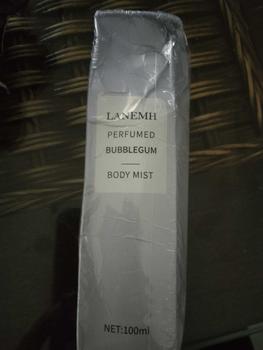 LANEMH
PERFUMED
BUBBLEGUM
BODY MIST
NET:100ml